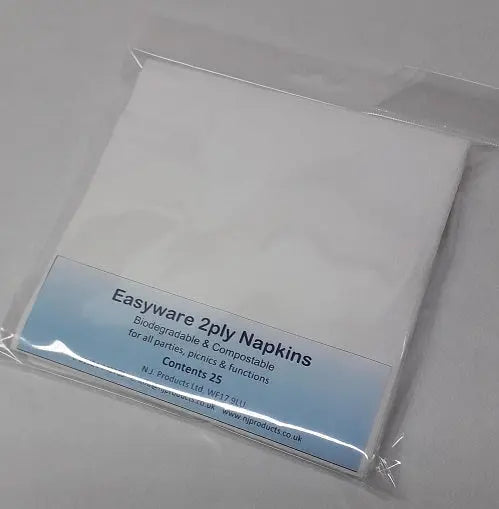 Easyware 2ply Napkins
Biodegradable & Compostable
for all parties, picnics & functions
Contents 25
N.J. Products Ltd. WF17 9LU
www.njproducts.co.uk